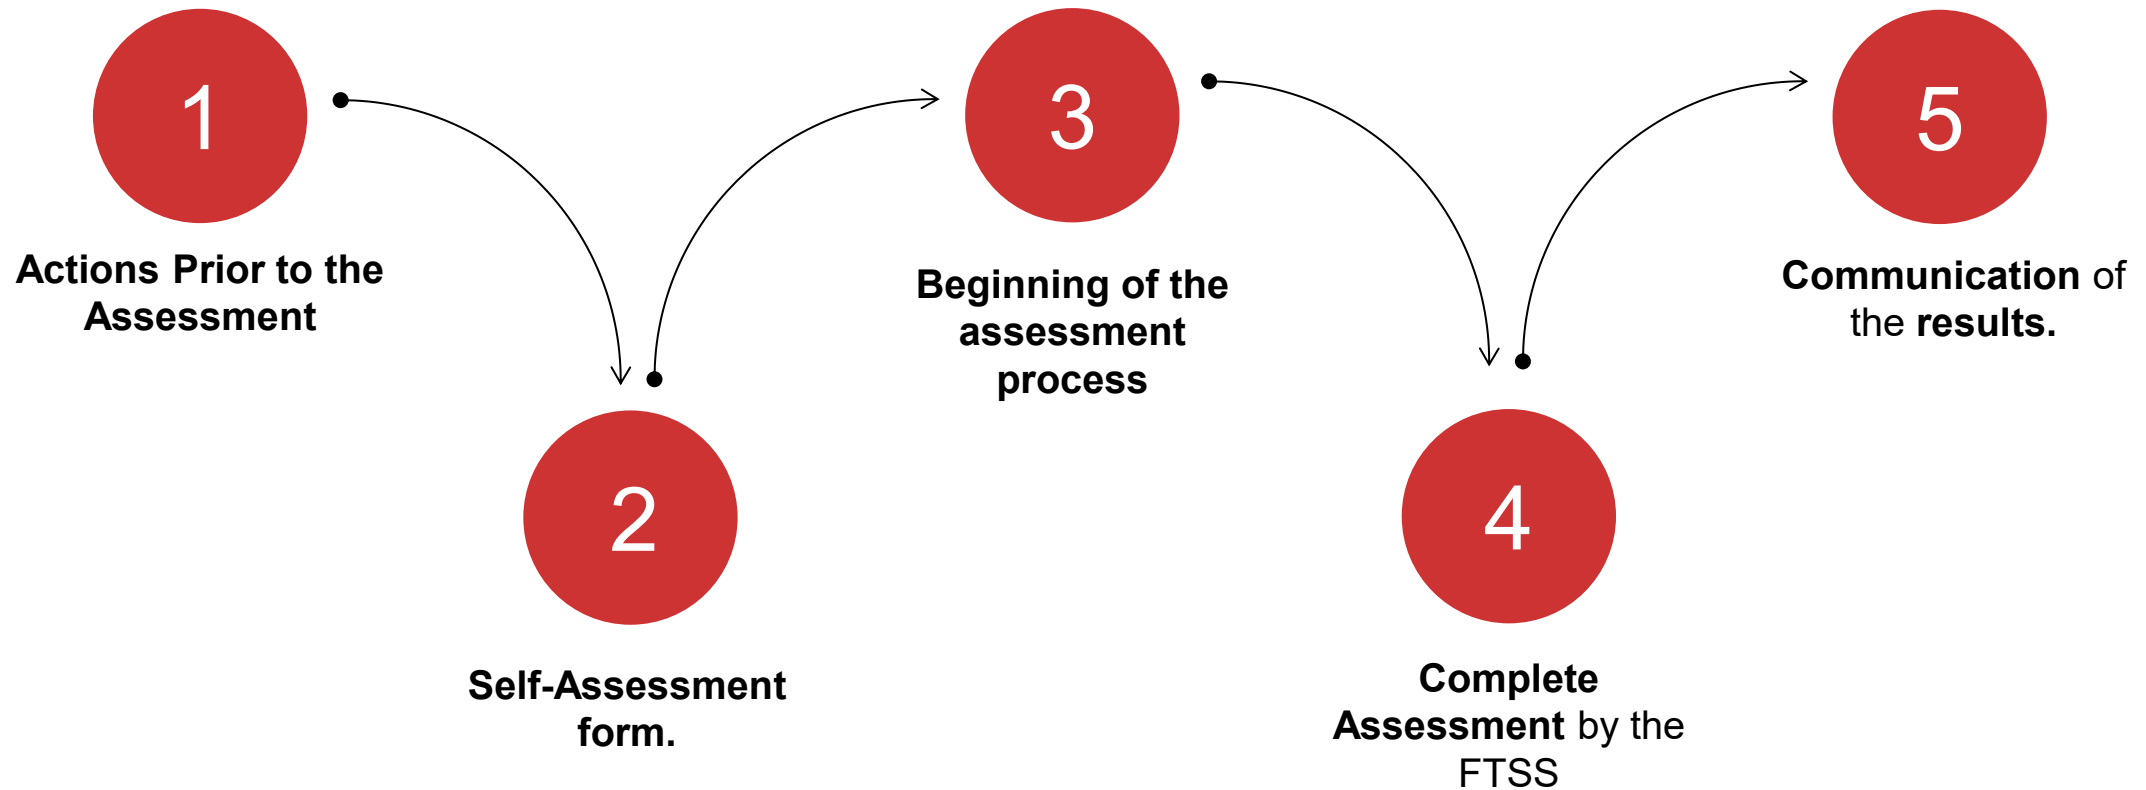 1
Actions Prior to the
Assessment
2
Self-Assessment
form.
3
Beginning of the
assessment
process
4
Complete
Assessment by the
FTSS
5
Communication of
the results.